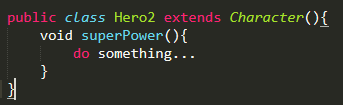 public class Hero2 extends Character(){
    void superPower(){
        do something...
    }
}